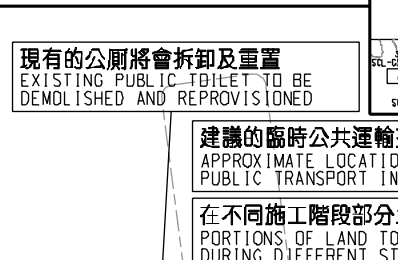 現有的公厠將會拆卸及重置
EXISTING PUBLIC TOILET TO BE
DEMOLISHED AND REPROVISIONED
建議的臨時公共運輸
APPROXIMATE LOCATIO
PUBLIC TRANSPORT IN
在不同施工階段部分
PORTIONS OF LAND TO
DURING DIFFERENT ST